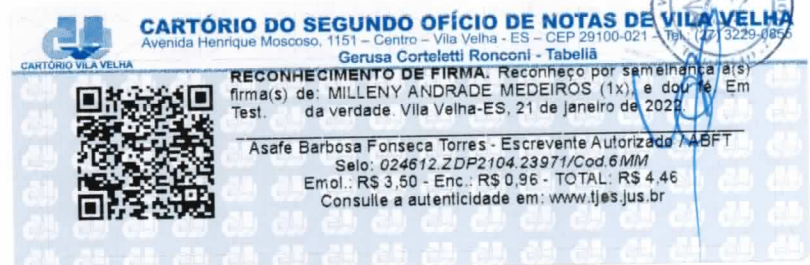 CARTÓRIO DO SEGUNDO OFÍCIO DE NOTAS DE VILA VELHA
Avenida Henrique Moscoso, 1151 – Centro – Vila Velha - ES – CEP 29100-021 – Tel.: (27) 3229-0855
Gerusa Corteletti Ronconi - Tabeliã
CARTÓRIO VILA VELHA
RECONHECIMENTO DE FIRMA. Reconheço por semelhança a(s)
firma(s) de: MILLENY ANDRADE MEDEIROS (1x), e dou fé. Em
Test. da verdade. Vila Velha-ES, 21 de janeiro de 2022.
Asafe Barbosa Fonseca Torres - Escrevente Autorizado / ABFT
Selo: 024612.ZDP2104.23971/Cod.6MM
Emol.: R$ 3,50 - Enc.: R$ 0,96 - TOTAL: R$ 4,46
Consulte a autenticidade em: www.tjes.jus.br